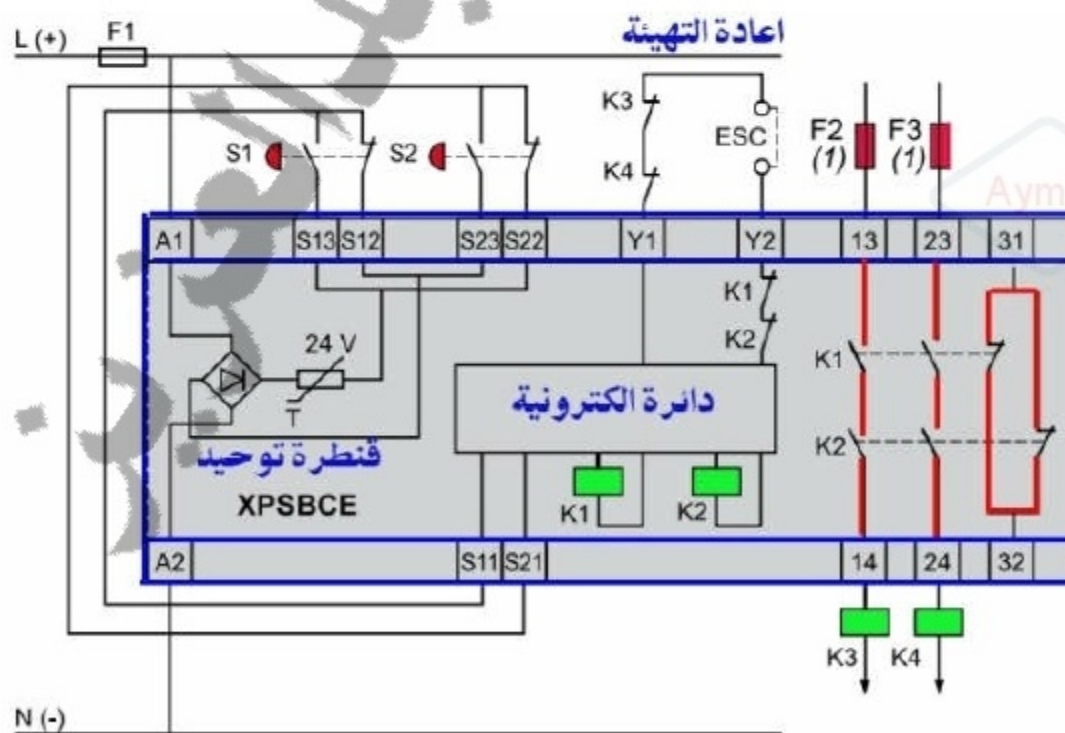 اعادة التهيئة
L (+)
F1
K3
ESC
K4
F2
(1)
F3
(1)
S1
S2
Aym
A1
S13
S12
S23
S22
Y1
Y2
13
23
31
K1
K2
24 V
T
K1
K2
دائرة الكترونية
قنطرة توحيد
XPSBCE
K1
K2
A2
S11
S21
14
24
32
K3
K4
N (-)